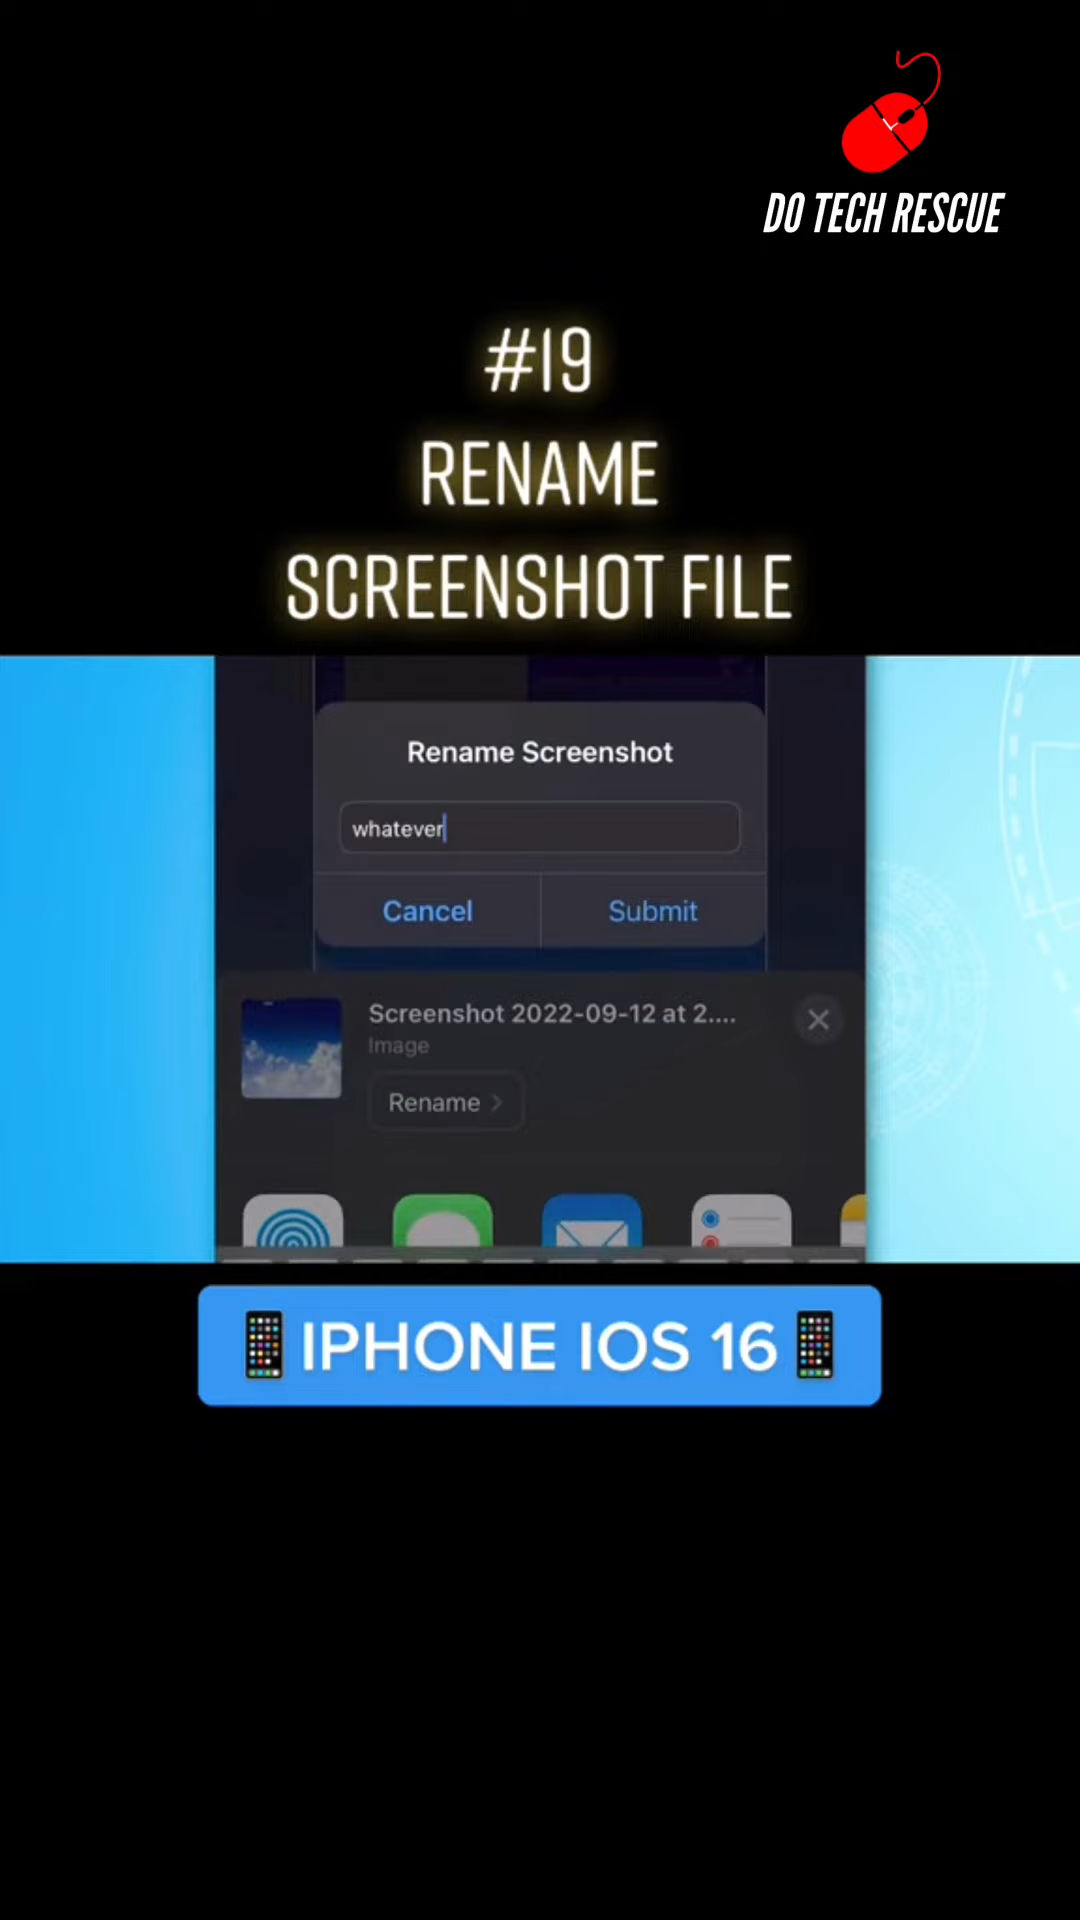 DO TECH RESCUE
#19
RENAME
SCREENSHOT FILE
Rename Screenshot
whatever
Cancel
Submit
Screenshot 2022-09-12 at 2....
Image
Rename >
IPHONE IOS 16